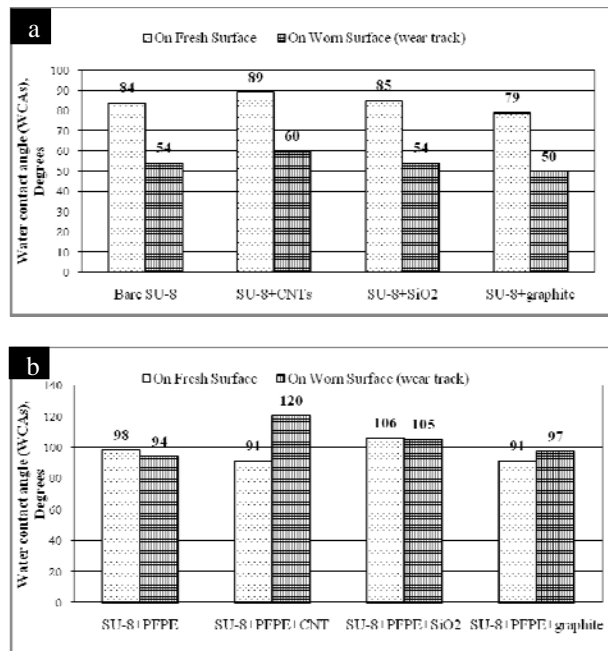 a
On Fresh Surface On Worn Surface (wear track)
Water contact angle (WCAs),
Degrees
100
90
80
70
60
50
40
30
20
10
0
84 54 89 60 85 54 79 50
Bare SU-8 SU-8+CNTs SU-8+SiO2 SU-8+graphite
b
On Fresh Surface On Worn Surface (wear track)
Water contact angle (WCAs),
Degrees
140
120
100
80
60
40
20
0
98 94 91 120 106 105 91 97
SU-8+PFPE SU-8+PFPE+CNT SU-8+PFPE+SiO2 SU-8+PFPE+graphite